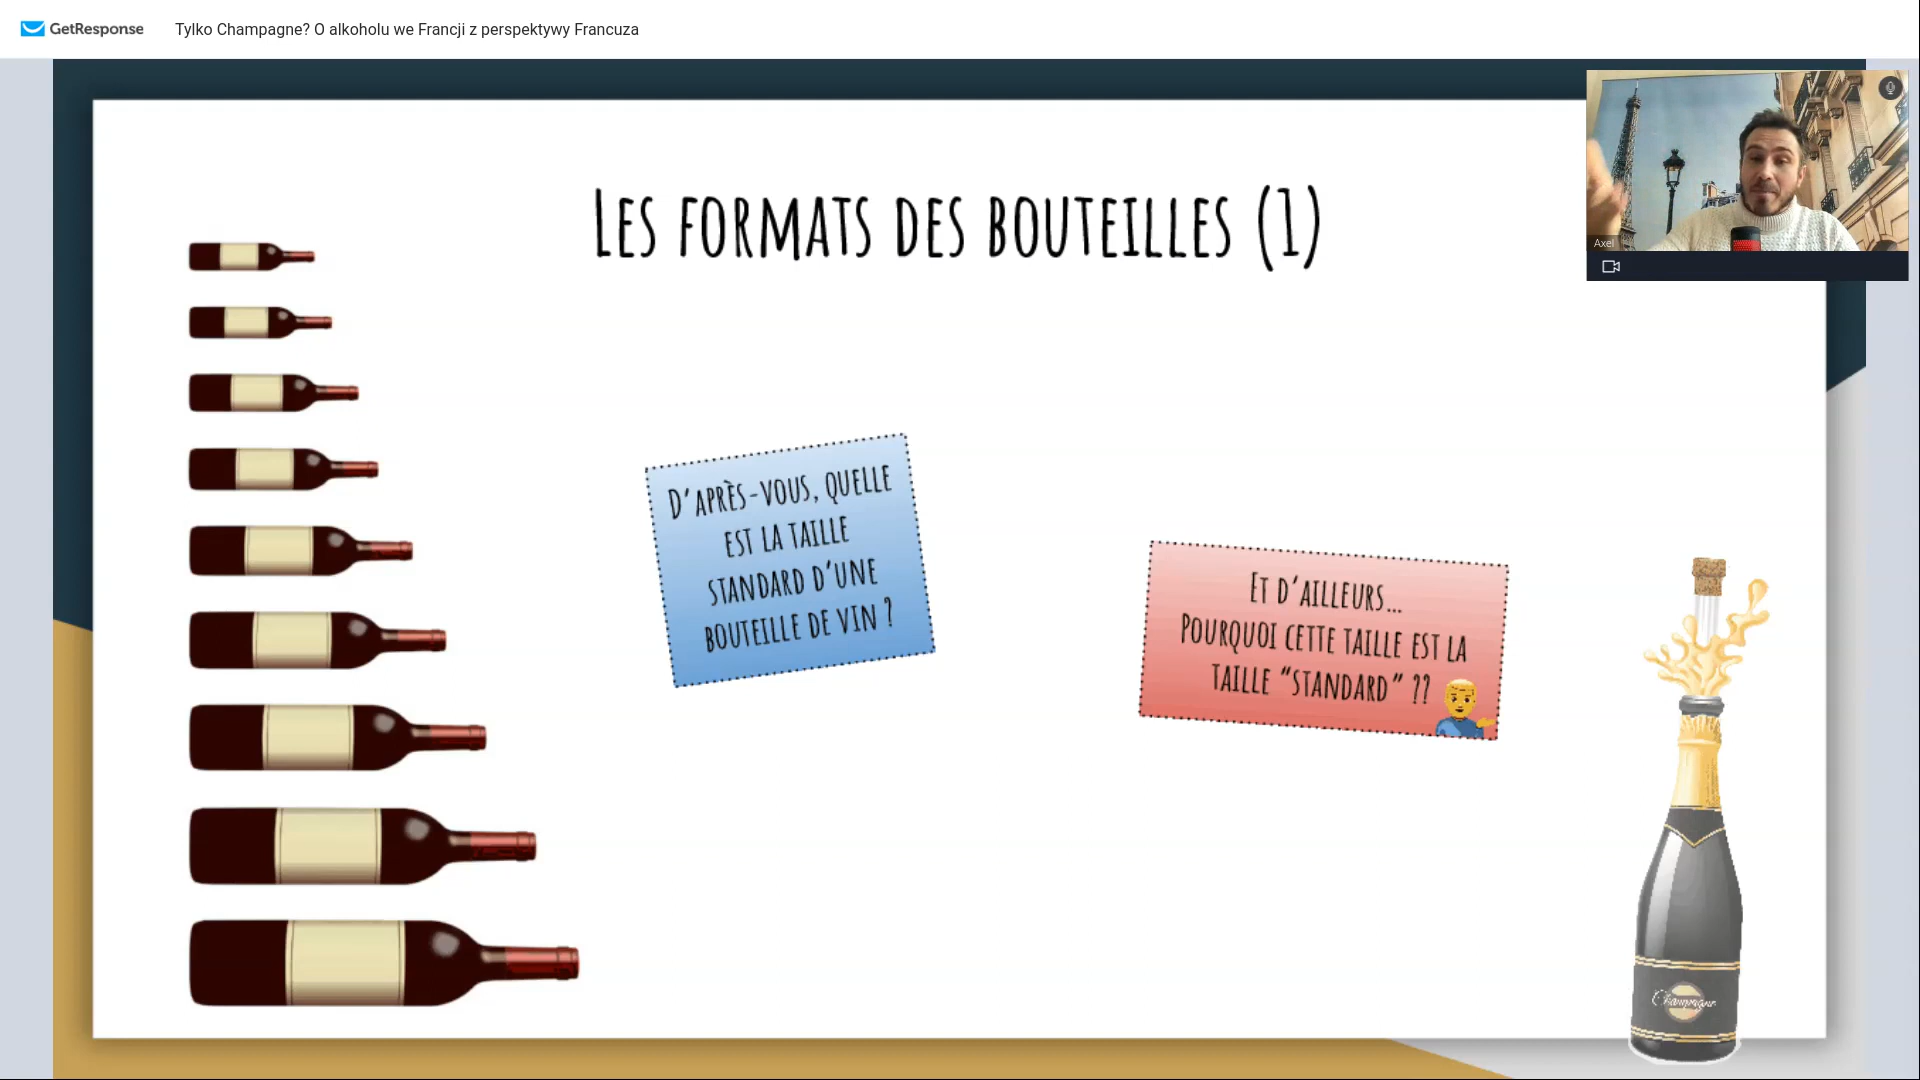 GetResponse
Tylko Champagne? O alkoholu we Francji z perspektywy Francuza
Axel
LES FORMATS DES BOUTEILLES (1)
D'APRÈS-VOUS, QUELLE
EST LA TAILLE
STANDARD D'UNE
BOUTEILLE DE VIN ?
ET D'AILLEURS...
POURQUOI CETTE TAILLE EST LA
TAILLE "STANDARD" ??
Champagne